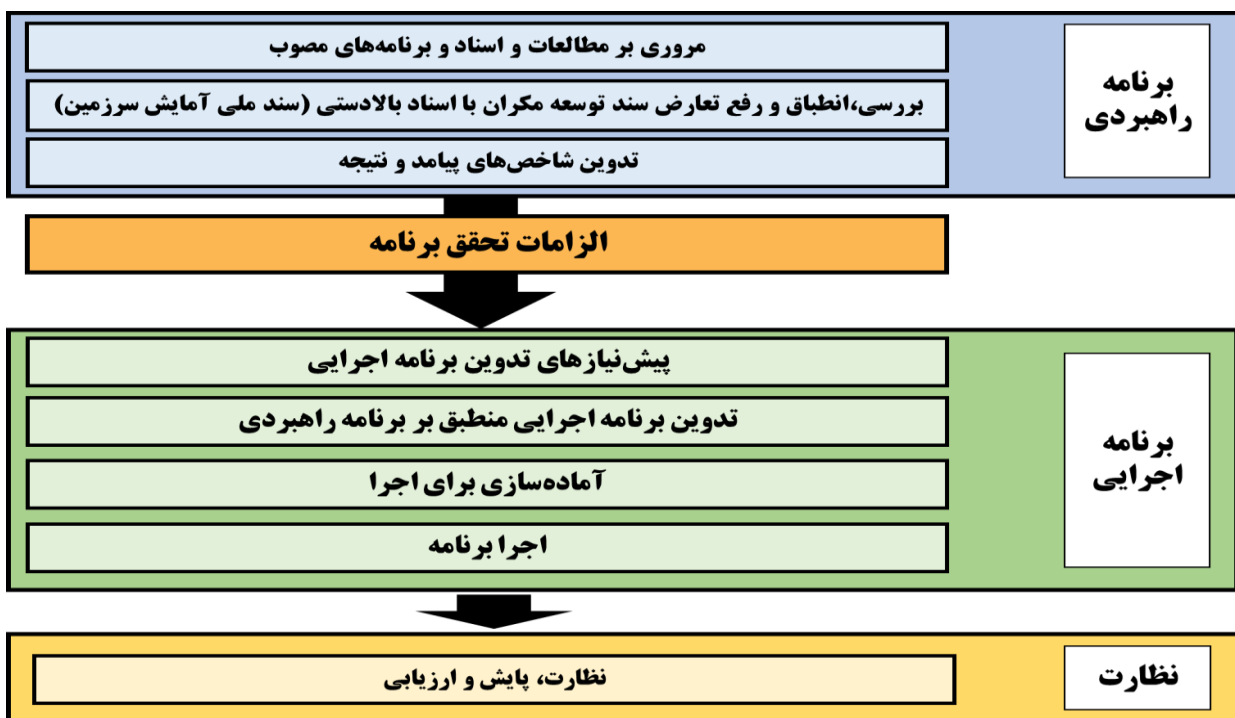 برنامه
راهبردی
مروری بر مطالعات و اسناد و برنامه‌های مصوب
بررسی،انطباق و رفع تعارض سند توسعه مکران با اسناد بالادستی (سند ملی آمایش سرزمین)
تدوین شاخص‌های پیامد و نتیجه
الزامات تحقق برنامه
برنامه
اجرایی
پیش‌نیازهای تدوین برنامه اجرایی
تدوین برنامه اجرایی منطبق بر برنامه راهبردی
آماده‌سازی برای اجرا
اجرا برنامه
نظارت
نظارت، پایش و ارزیابی